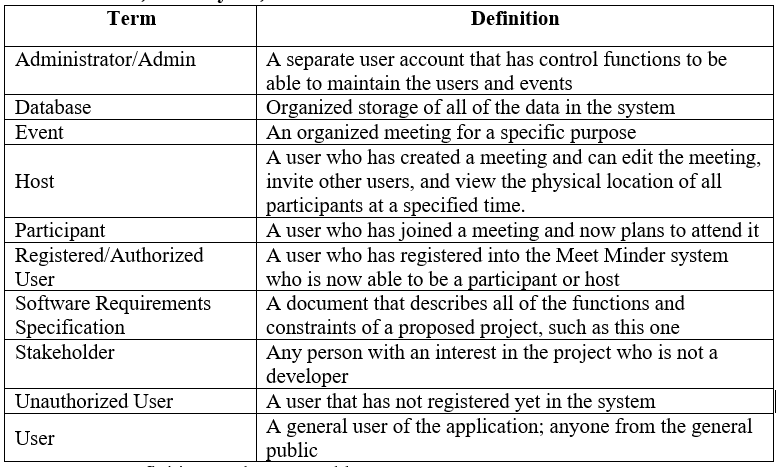 Term Definition
Administrator/Admin A separate user account that has control functions to be
able to maintain the users and events
Database Organized storage of all of the data in the system
Event An organized meeting for a specific purpose
Host A user who has created a meeting and can edit the meeting,
invite other users, and view the physical location of all
participants at a specified time.
Participant A user who has joined a meeting and now plans to attend it
Registered/Authorized
User
A user who has registered into the Meet Minder system
who is now able to be a participant or host
Software Requirements
Specification
A document that describes all of the functions and
constraints of a proposed project, such as this one
Stakeholder Any person with an interest in the project who is not a
developer
Unauthorized User A user that has not registered yet in the system
User A general user of the application; anyone from the general
public